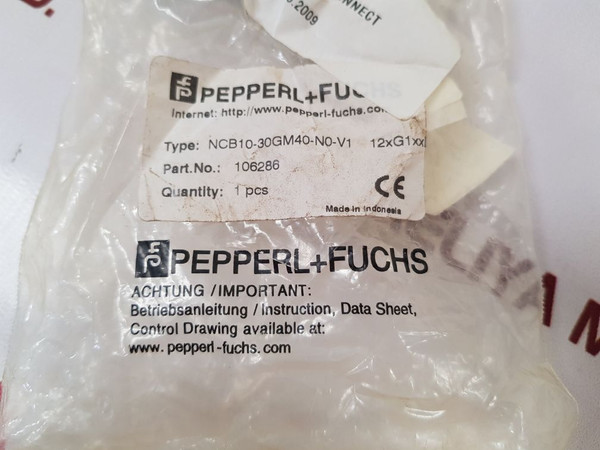 NNECT
.2009
PEPPERL+FUCHS
Internet: http://www.pepperl-fuchs.com
Type: NCB10-30GM40-N0-V1 12xG1xx
Part.No.: 106286
Quantity: 1 pcs
CE
Made in Indonesia
PEPPERL+FUCHS
ACHTUNG / IMPORTANT:
Betriebsanleitung / Instruction, Data Sheet,
Control Drawing available at:
www.pepperl-fuchs.com